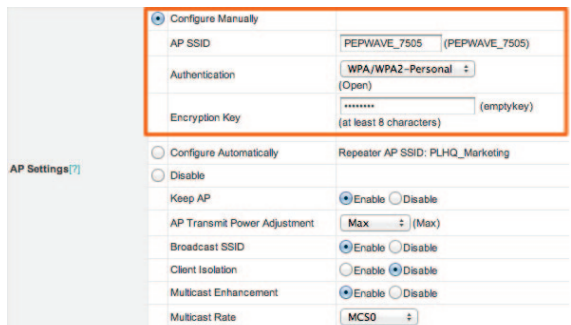 Configure Manually
AP SSID PEPWAVE_7505 (PEPWAVE_7505)
Authentication WPA/WPA2-Personal
(Open)
Encryption Key •••••••• (emptykey)
(at least 8 characters)
AP Settings[?]
Configure Automatically Repeater AP SSID: PLHQ_Marketing
Disable
Keep AP Enable Disable
AP Transmit Power Adjustment Max (Max)
Broadcast SSID Enable Disable
Client Isolation Enable Disable
Multicast Enhancement Enable Disable
Multicast Rate MCS0